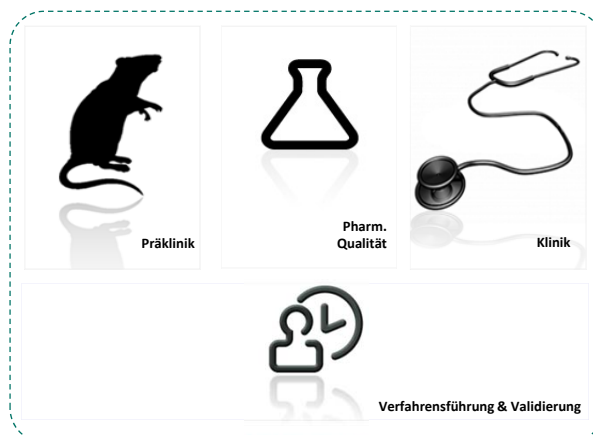 Präklinik
Pharm.
Qualität
Klinik
Verfahrensführung & Validierung